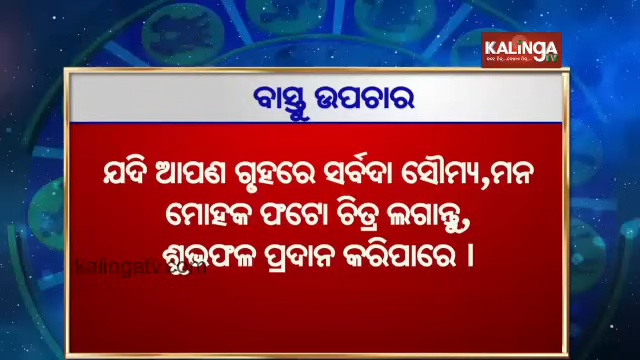 KALINGA TV
ବାସ୍ତୁ ଉପଚାର
ଯଦି ଆପଣ ଗୃହରେ ସର୍ବଦା ସୌମ୍ୟ,ମନ
ମୋହକ ଫଟୋ ଚିତ୍ର ଲଗାନ୍ତୁ,
ଶୁଭଫଳ ପ୍ରଦାନ କରିପାରେ ।
kalingatv.com